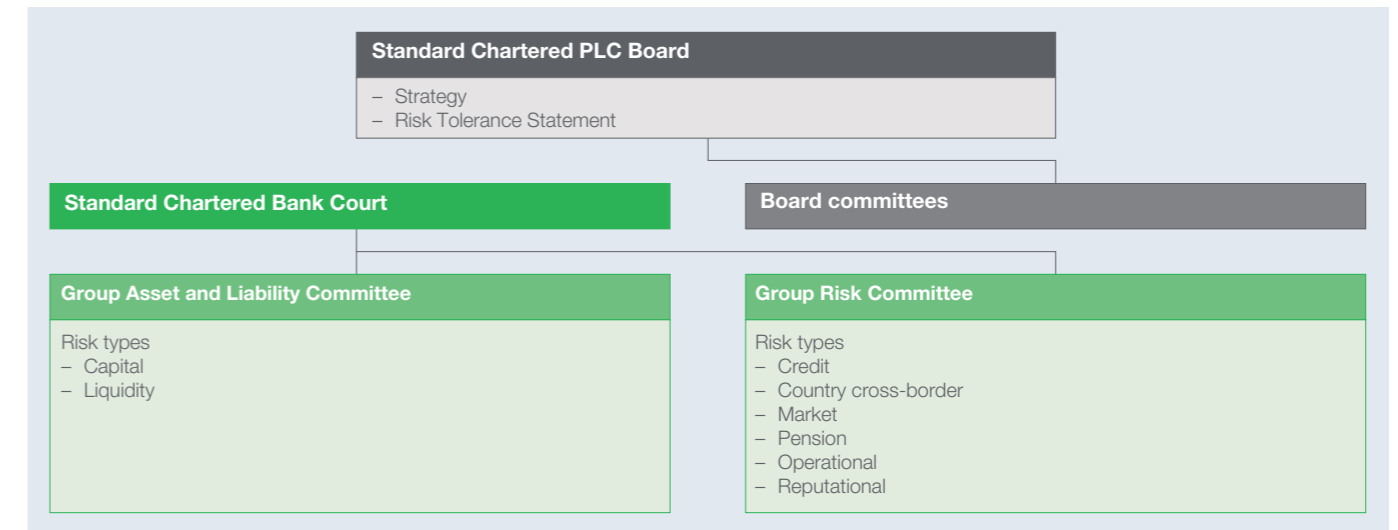 Standard Chartered PLC Board
– Strategy
– Risk Tolerance Statement
Standard Chartered Bank Court
Board committees
Group Asset and Liability Committee
Risk types
– Capital
– Liquidity
Group Risk Committee
Risk types
– Credit
– Country cross-border
– Market
– Pension
– Operational
– Reputational